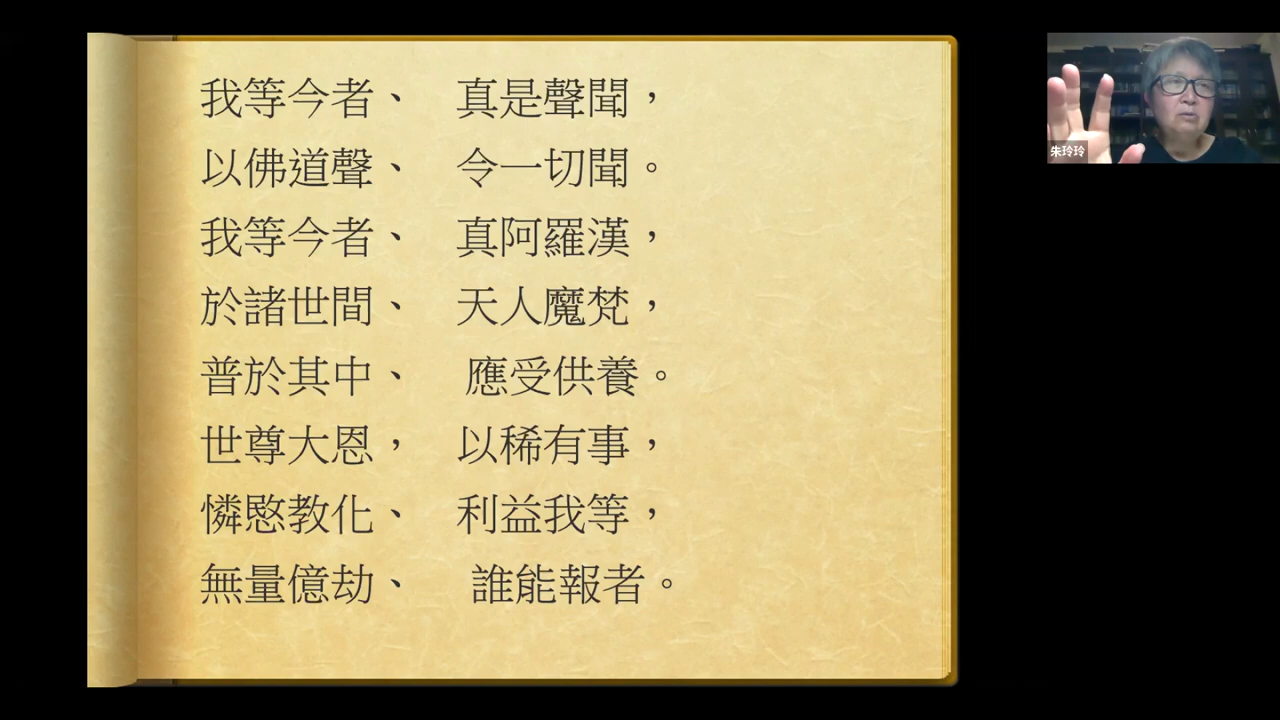 我等今者、　真是聲聞，
以佛道聲、　令一切聞。
我等今者、　真阿羅漢，
於諸世間、　天人魔梵，
普於其中、　應受供養。
世尊大恩，　以稀有事，
憐愍教化、　利益我等，
無量億劫、　誰能報者。
朱玲玲